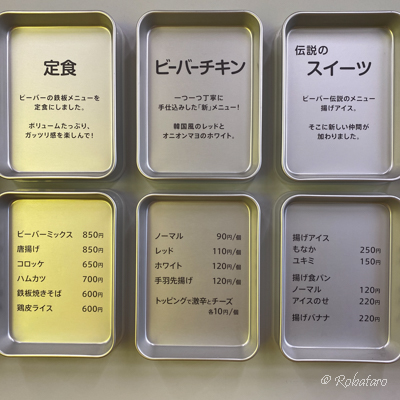 定食
ビーバーの鉄板メニューを
定食にしました。
ボリュームたっぷり、
ガッツリ感を楽しんで!
ビーバーチキン
一つ一つ丁寧に
手仕込みした「新」メニュー!
韓国風のレッドと
オニオンマヨのホワイト。
伝説の
スイーツ
ビーバー伝説のメニュー
揚げアイス。
そこに新しい仲間が
加わりました。
ビーバーミックス 850円
唐揚げ 850円
コロッケ 650円
ハムカツ 700円
鉄板焼きそば 600円
鶏皮ライス 600円
ノーマル 90円/個
レッド 110円/個
ホワイト 120円/個
手羽先揚げ 120円/個
トッピングで激辛とチーズ
各10円/個
揚げアイス
もなか 250円
ユキミ 150円
揚げ食パン
ノーマル 120円
アイスのせ 220円
揚げバナナ 220円
© Robataro